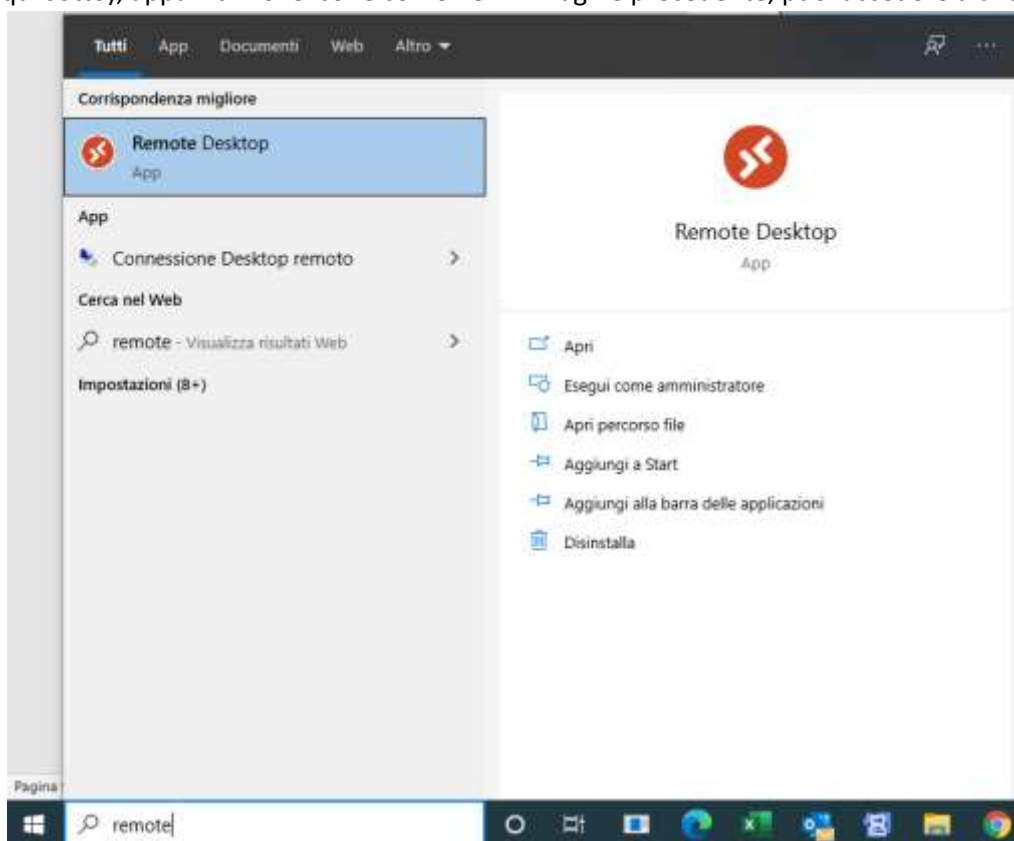 Tutti App Documenti Web Altro
Corrispondenza migliore
Remote Desktop
App
App
Connessione Desktop remoto
Cerca nel Web
remote - Visualizza risultati Web
Impostazioni (8+)
Remote Desktop
App
Apri
Esegui come amministratore
Apri percorso file
Aggiungi a Start
Aggiungi alla barra delle applicazioni
Disinstalla
Pagina
remote